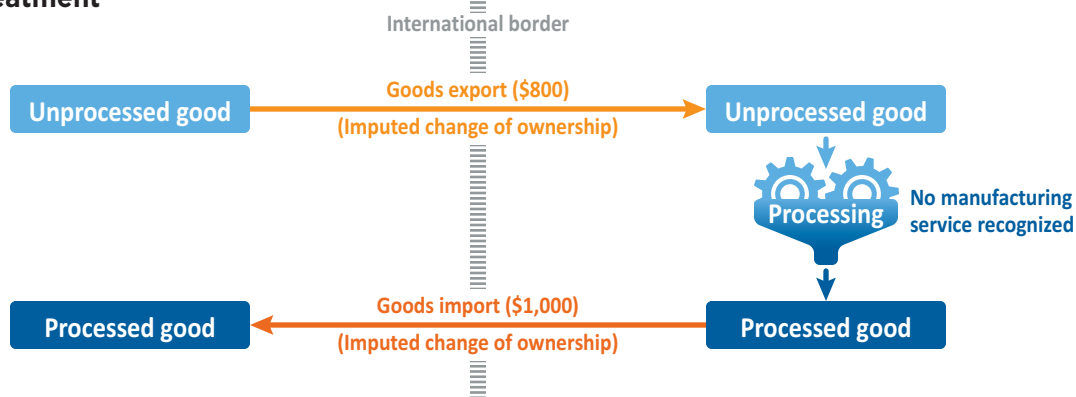 International border
Goods export ($800)
Unprocessed good
Unprocessed good
(Imputed change of ownership)
Processing
No manufacturing
service recognized
Goods import ($1,000)
Processed good
Processed good
(Imputed change of ownership)